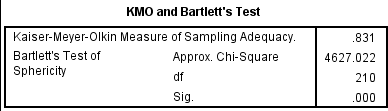 KMO and Bartlett's Test
Kaiser-Meyer-Olkin Measure of Sampling Adequacy. .831
Bartlett's Test of Approx. Chi-Square 4627.022
Sphericity
df 210
Sig. .000